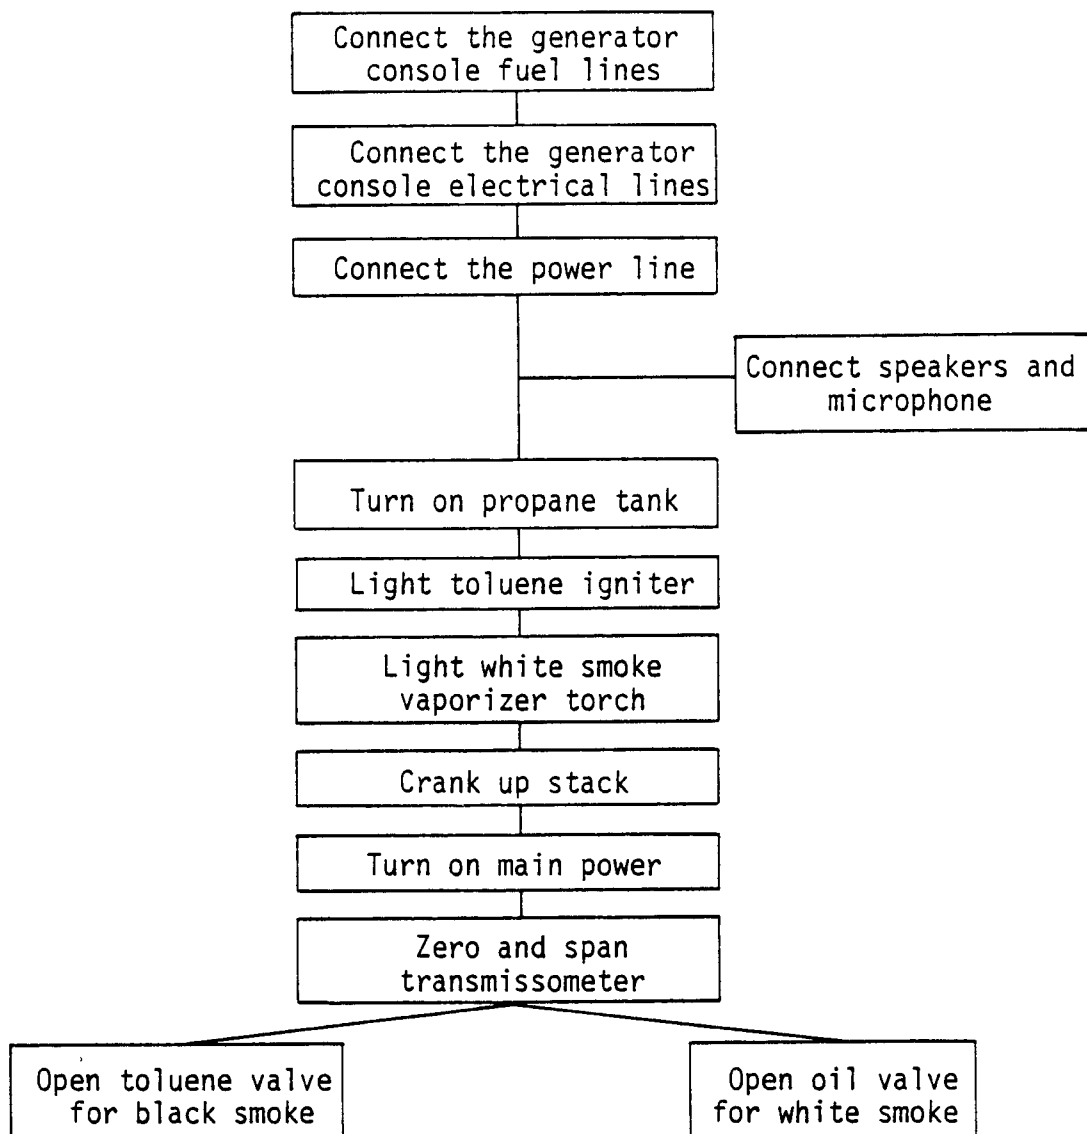 Connect the generator
console fuel lines
Connect the generator
console electrical lines
Connect the power line
Connect speakers and
microphone
Turn on propane tank
Light toluene igniter
Light white smoke
vaporizer torch
Crank up stack
Turn on main power
Zero and span
transmissometer
Open toluene valve
for black smoke
Open oil valve
for white smoke